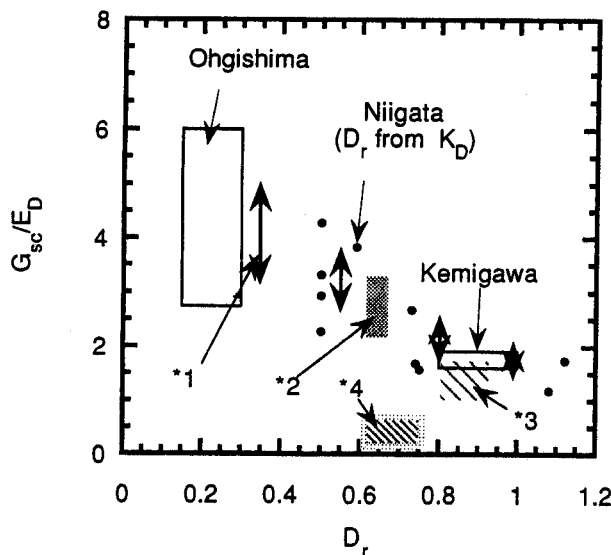 8
Ohgishima
6
Niigata
(Dr from KD)
Gsc/ED
4
Kemigawa
2
*1
*2
*4
*3
0
0 0.2 0.4 0.6 0.8 1 1.2
Dr